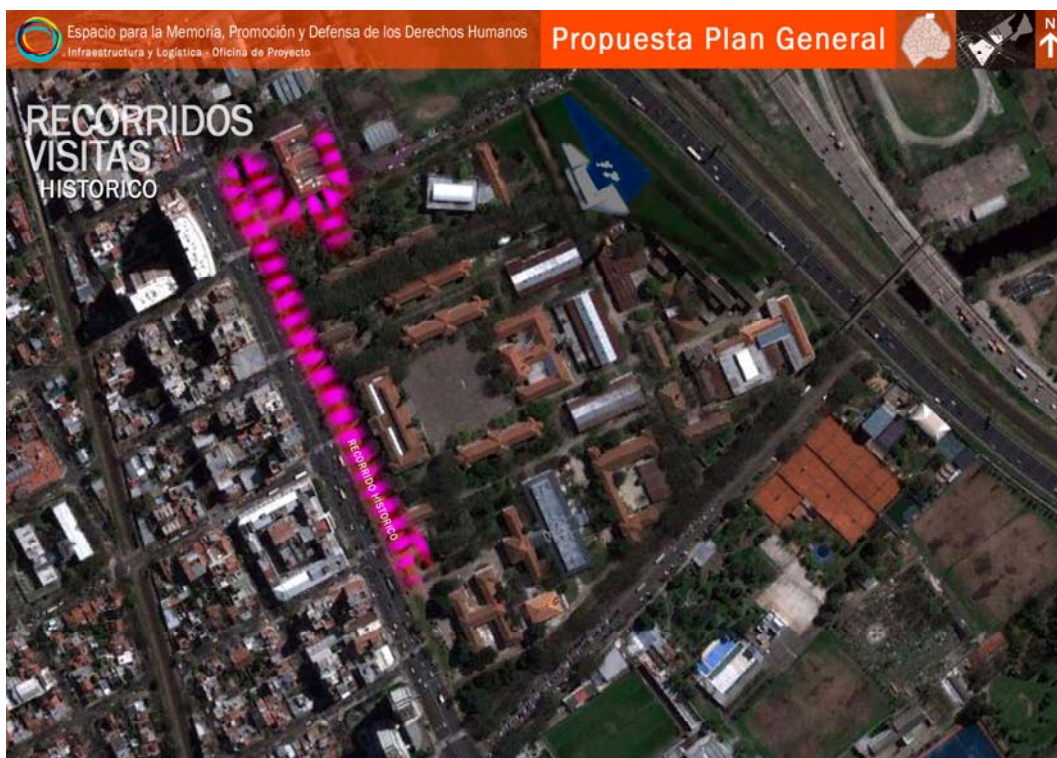 Espacio para la Memoria, Promoción y Defensa de los Derechos Humanos
Infraestructura y Logística - Oficina de Proyecto
Propuesta Plan General
N
RECORRIDOS
VISITAS
HISTORICO
RECORRIDO HISTORICO